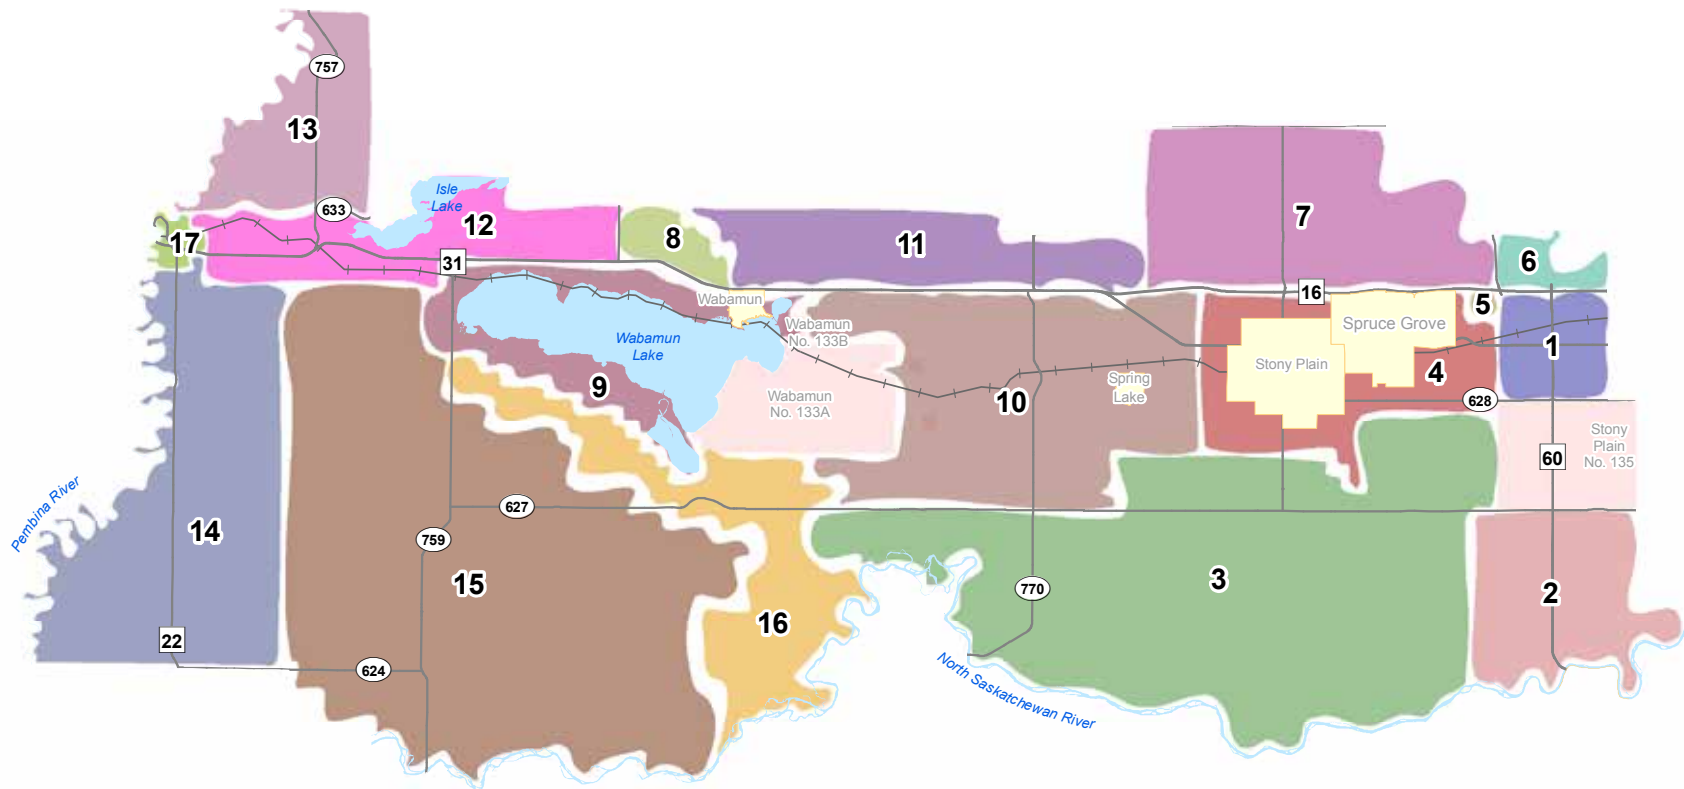 757
13
Isle
Lake
633
12
17
31
8
11
7
6
16
5
Wabamun
Wabamun
No. 133B
Wabamun
Lake
Spruce Grove
Stony Plain
1
4
9
Wabamun
No. 133A
10
Spring
Lake
628
Stony
Plain
No. 135
60
Pembina River
14
627
759
15
16
770
3
2
22
624
North Saskatchewan River